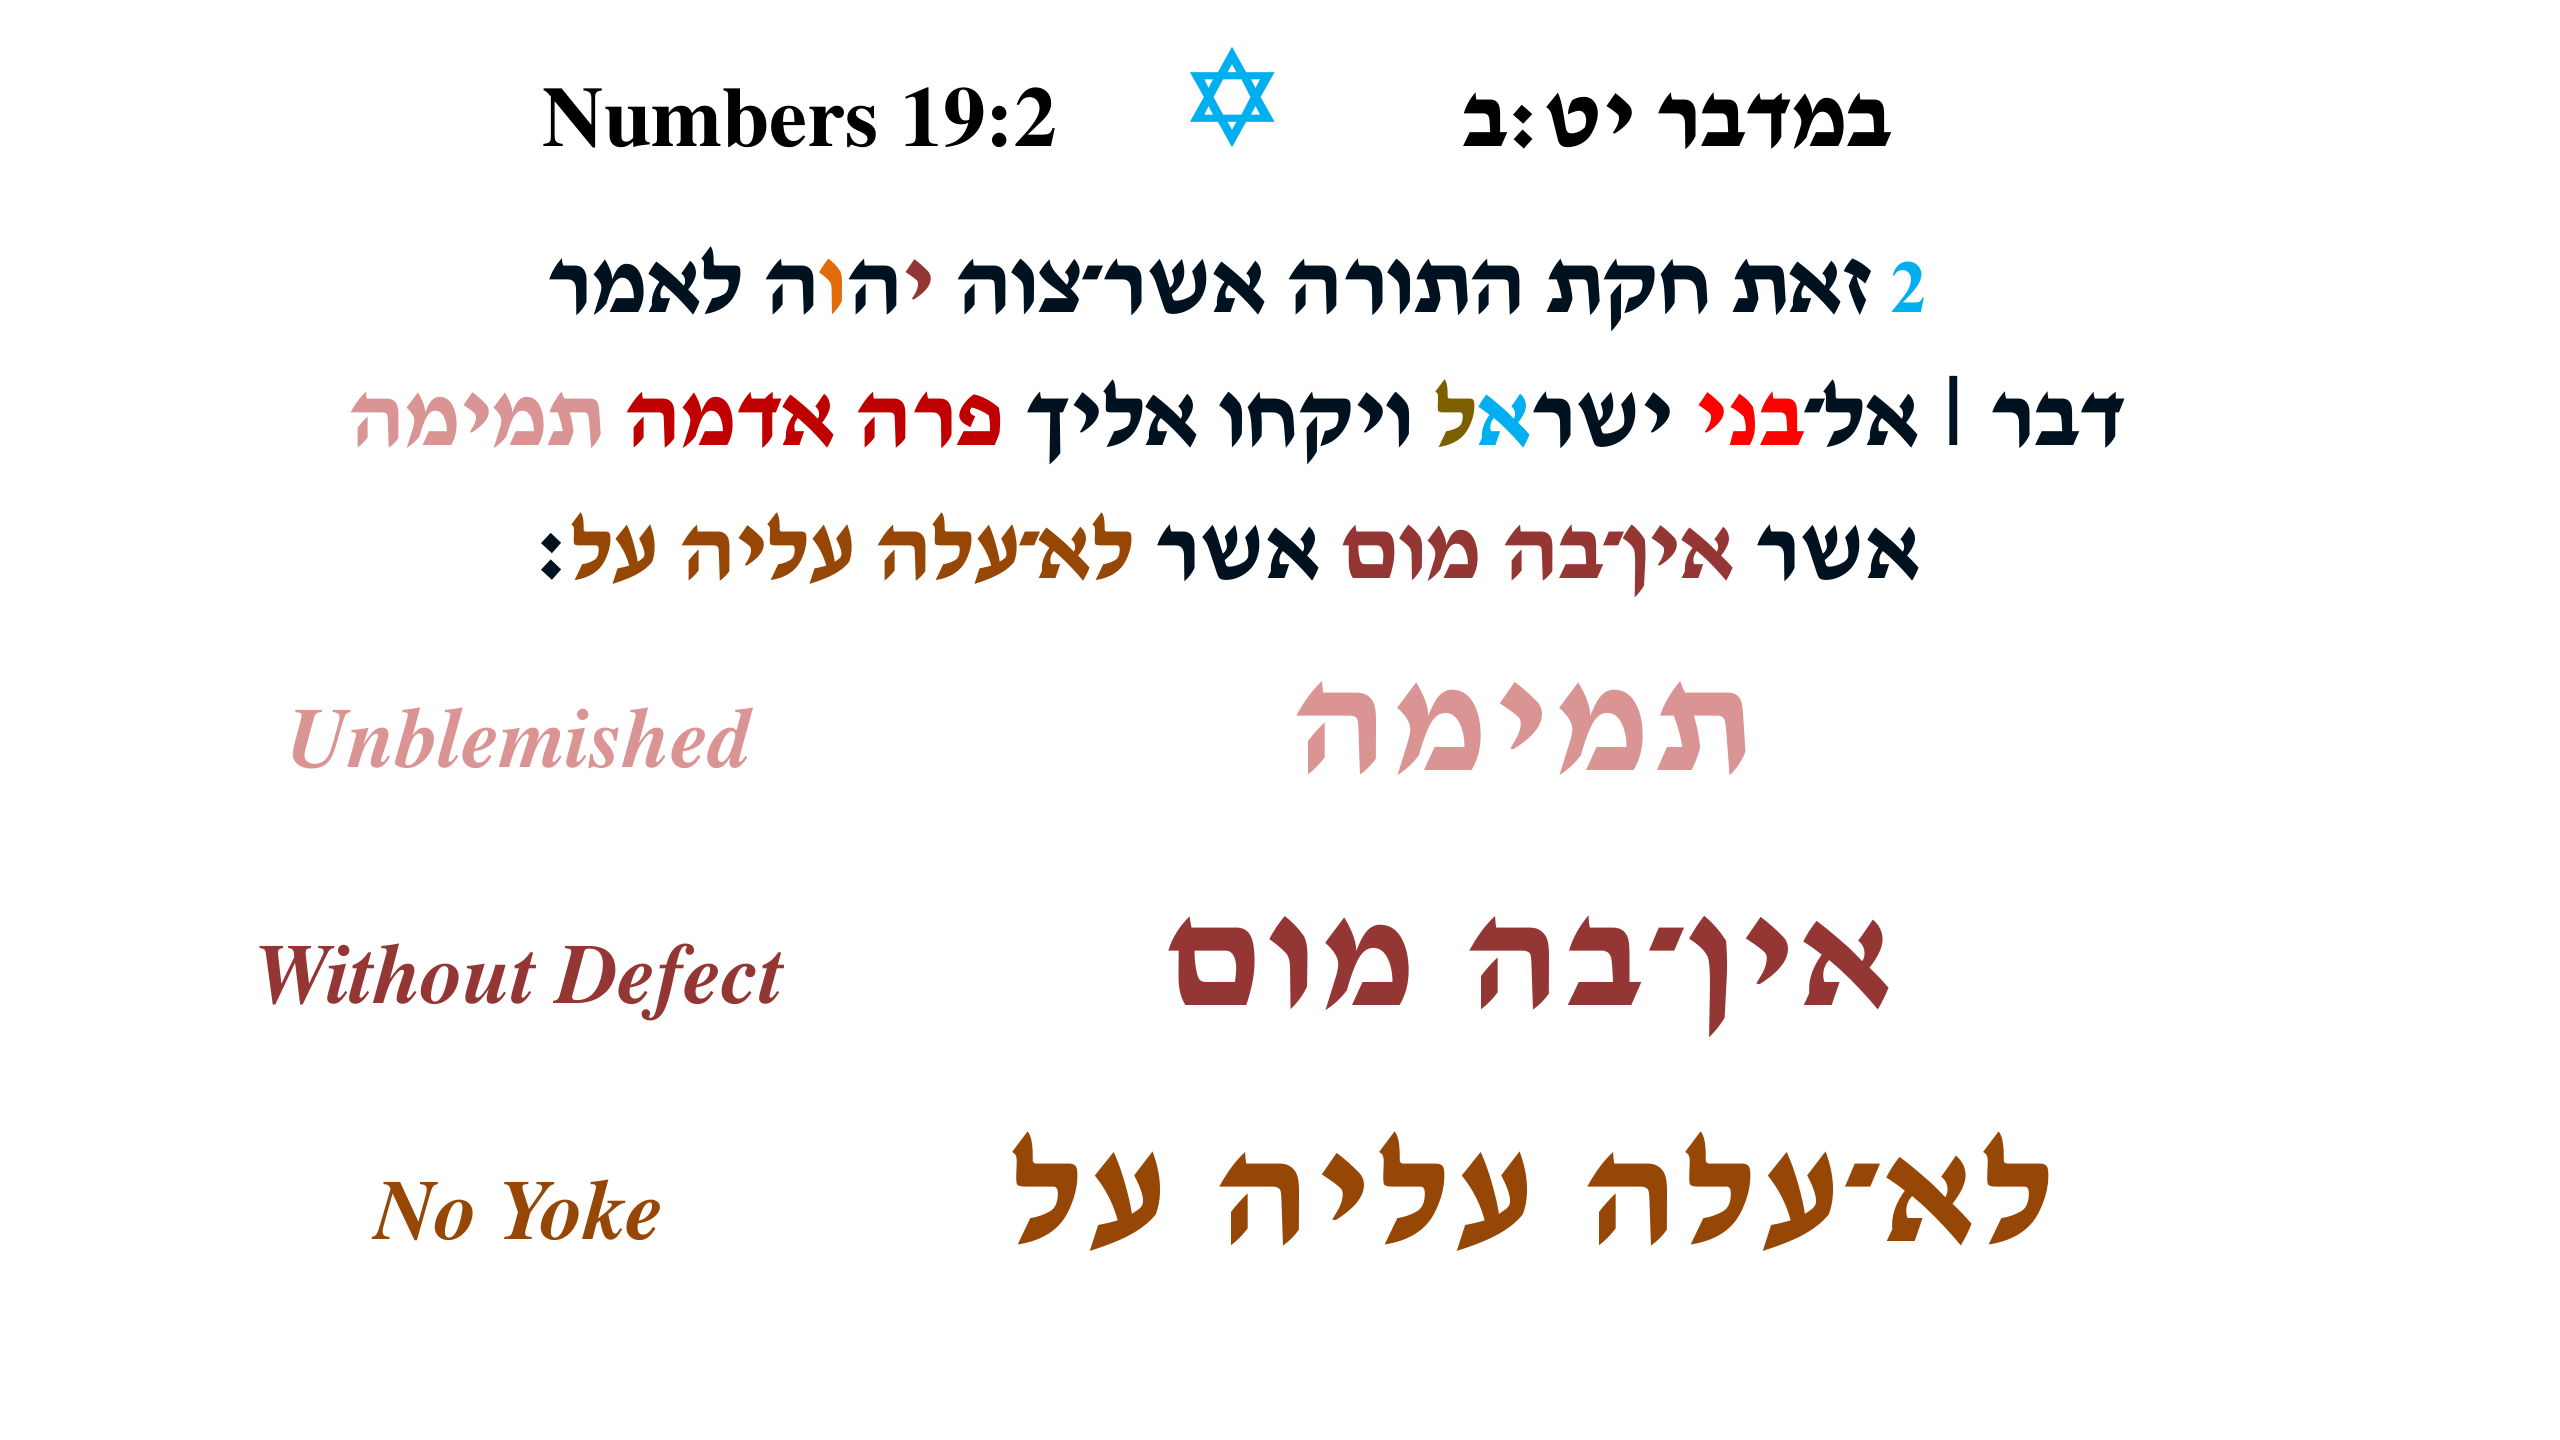 Numbers 19:2 ✡ במדבר יט:ב
2 זאת חקת התורה אשר־צוה יהוה לאמר
דבר | אל־בני ישראל ויקחו אליך פרה אדמה תמימה
אשר אין־בה מום אשר לא־עלה עליה על:
Unblemished תמימה
Without Defect אין־בה מום
No Yoke לא־עלה עליה על